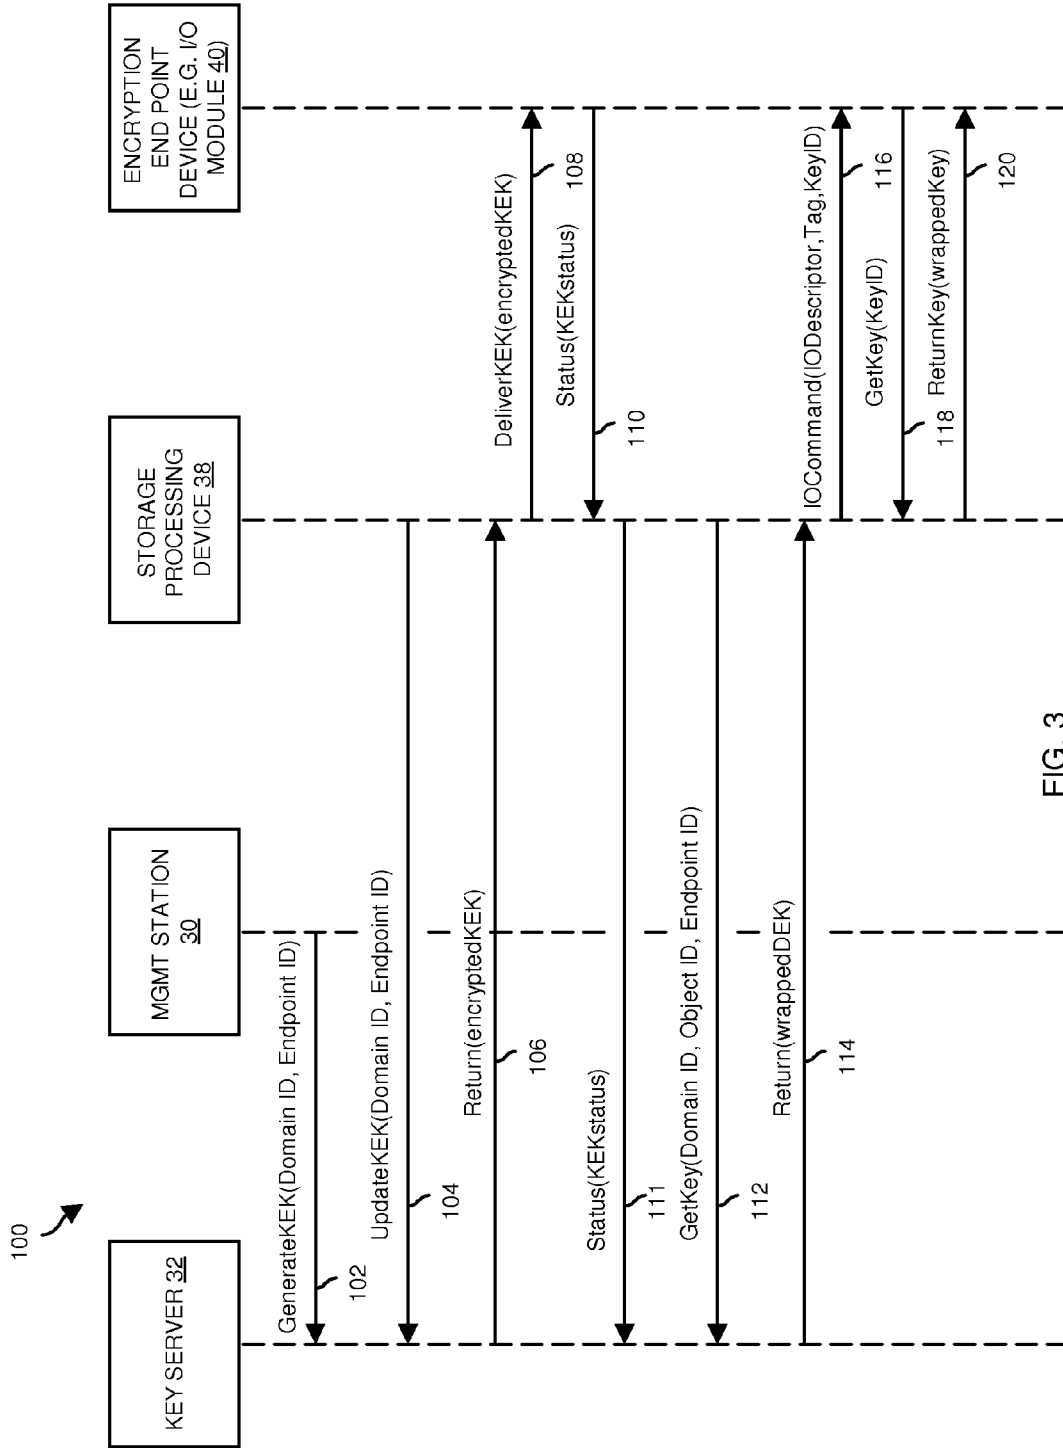 100
KEY SERVER 32
MGMT STATION
30
STORAGE
PROCESSING
DEVICE 38
ENCRYPTION
END POINT
DEVICE (E.G. I/O
MODULE 40)
GenerateKEK(Domain ID, Endpoint ID)
102
UpdateKEK(Domain ID, Endpoint ID)
104
Return(encryptedKEK)
106
DeliverKEK(encryptedKEK)
108
Status(KEKstatus)
110
Status(KEKstatus)
111
GetKey(Domain ID, Object ID, Endpoint ID)
112
Return(wrappedDEK)
114
IOCommand(IODescriptor,Tag,KeyID)
116
GetKey(KeyID)
118
ReturnKey(wrappedKey)
120
FIG. 3